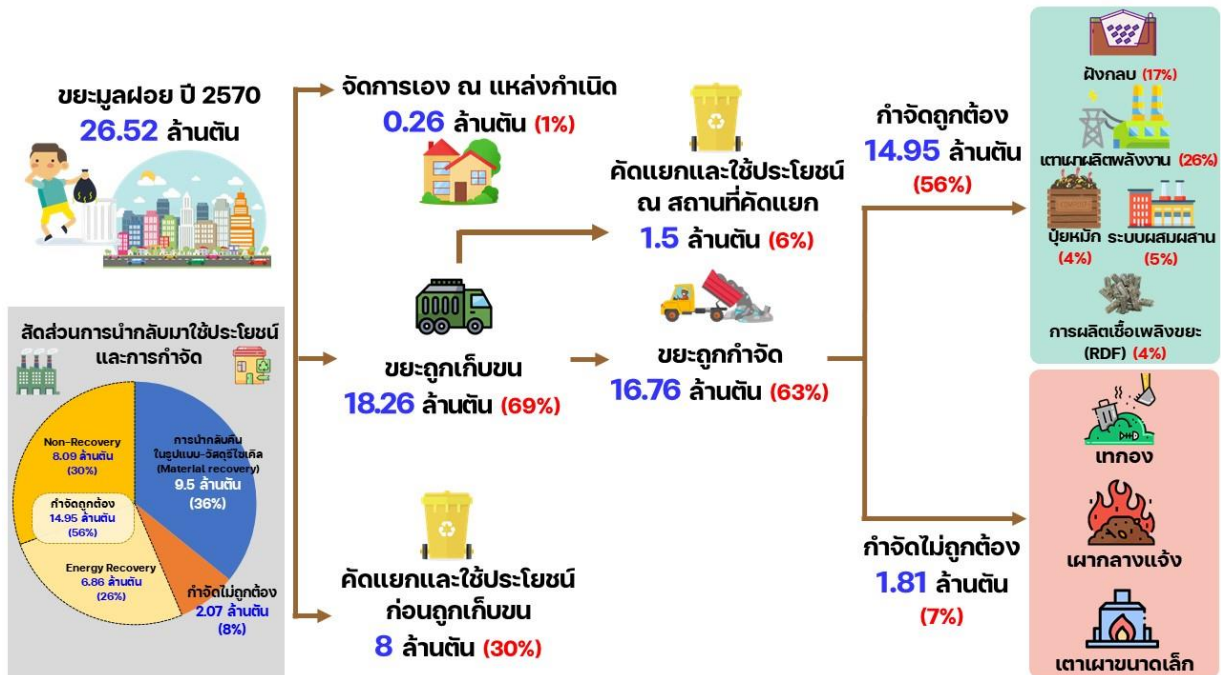 ขยะมูลฝอย ปี 2570
26.52 ล้านตัน
จัดการเอง ณ แหล่งกำเนิด
0.26 ล้านตัน (1%)
คัดแยกและใช้ประโยชน์
ณ สถานที่คัดแยก
1.5 ล้านตัน (6%)
ขยะถูกเก็บขน
18.26 ล้านตัน (69%)
ขยะถูกกำจัด
16.76 ล้านตัน (63%)
คัดแยกและใช้ประโยชน์
ก่อนถูกเก็บขน
8 ล้านตัน (30%)
กำจัดถูกต้อง
14.95 ล้านตัน
(56%)
ฝังกลบ (17%)
เตาเผาผลิตพลังงาน (26%)
ปุ๋ยหมัก
(4%)
ระบบผสมผสาน
(5%)
การผลิตเชื้อเพลิงขยะ
(RDF) (4%)
กำจัดไม่ถูกต้อง
1.81 ล้านตัน
(7%)
เทกอง
เผากลางแจ้ง
เตาเผาขนาดเล็ก
สัดส่วนการนำกลับมาใช้ประโยชน์
และการกำจัด
Non-Recovery
8.09 ล้านตัน
(30%)
กำจัดถูกต้อง
14.95 ล้านตัน
(56%)
Energy Recovery
6.86 ล้านตัน
(26%)
การนำกลับคืน
ในรูปแบบ-วัสดุรีไซเคิล
(Material recovery)
9.5 ล้านตัน
(36%)
กำจัดไม่ถูกต้อง
2.07 ล้านตัน
(8%)